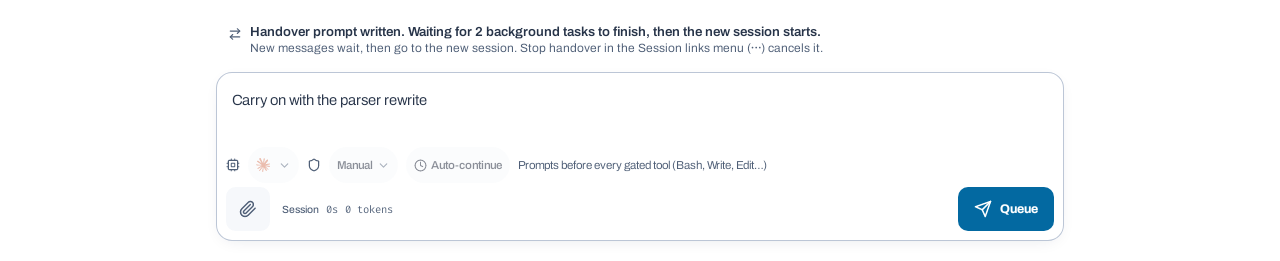 Handover prompt written. Waiting for 2 background tasks to finish, then the new session starts.
New messages wait, then go to the new session. Stop handover in the Session links menu (···) cancels it.
Carry on with the parser rewrite
Manual Auto-continue Prompts before every gated tool (Bash, Write, Edit...)
Session 0s 0 tokens Queue